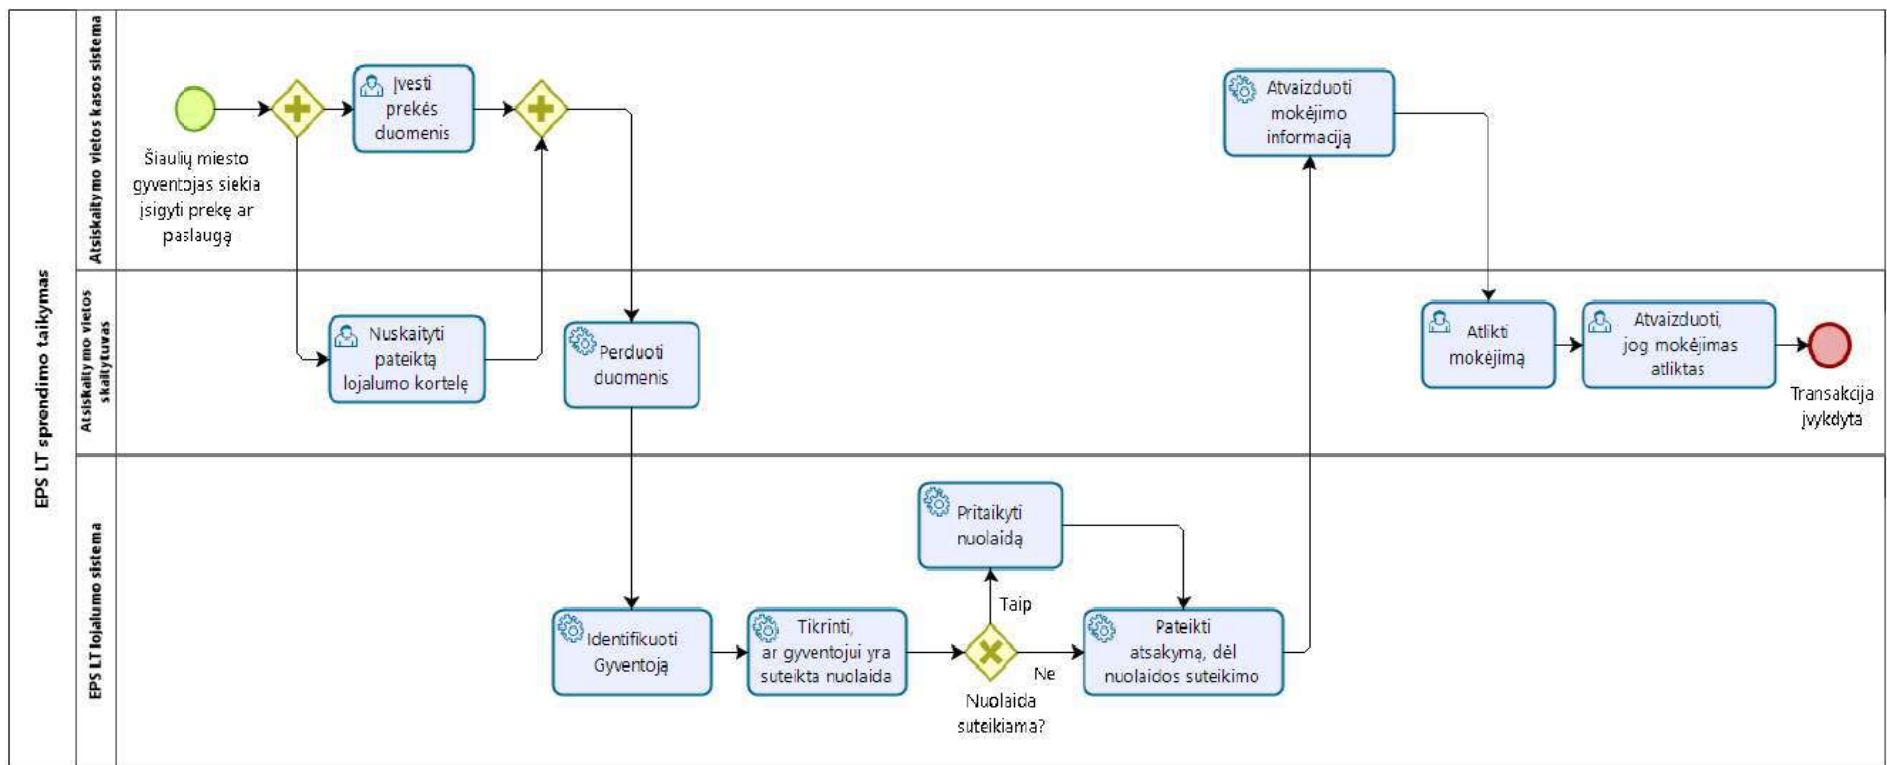 EPS LT sprendimo taikymas
Atsiskaitymo vietos kasos sistema
Šiaulių miesto
gyventojas siekia
įsigyti prekę ar
paslaugą
Įvesti
prekės
duomenis
Atvaizduoti
mokėjimo
informaciją
Atsiskaitymo vietos
skaitytuvas
Nuskaityti
pateiktą
lojalumo kortelę
Perduoti
duomenis
Atlikti
mokėjimą
Atvaizduoti,
jog mokėjimas
atliktas
Transakcija
įvykdyta
EPS LT lojalumo sistema
Identifikuoti
Gyventoją
Tikrinti,
ar gyventojui yra
suteikta nuolaida
Nuolaida
suteikiama?
Taip
Pritaikyti
nuolaidą
Ne
Pateikti
atsakymą, dėl
nuolaidos suteikimo